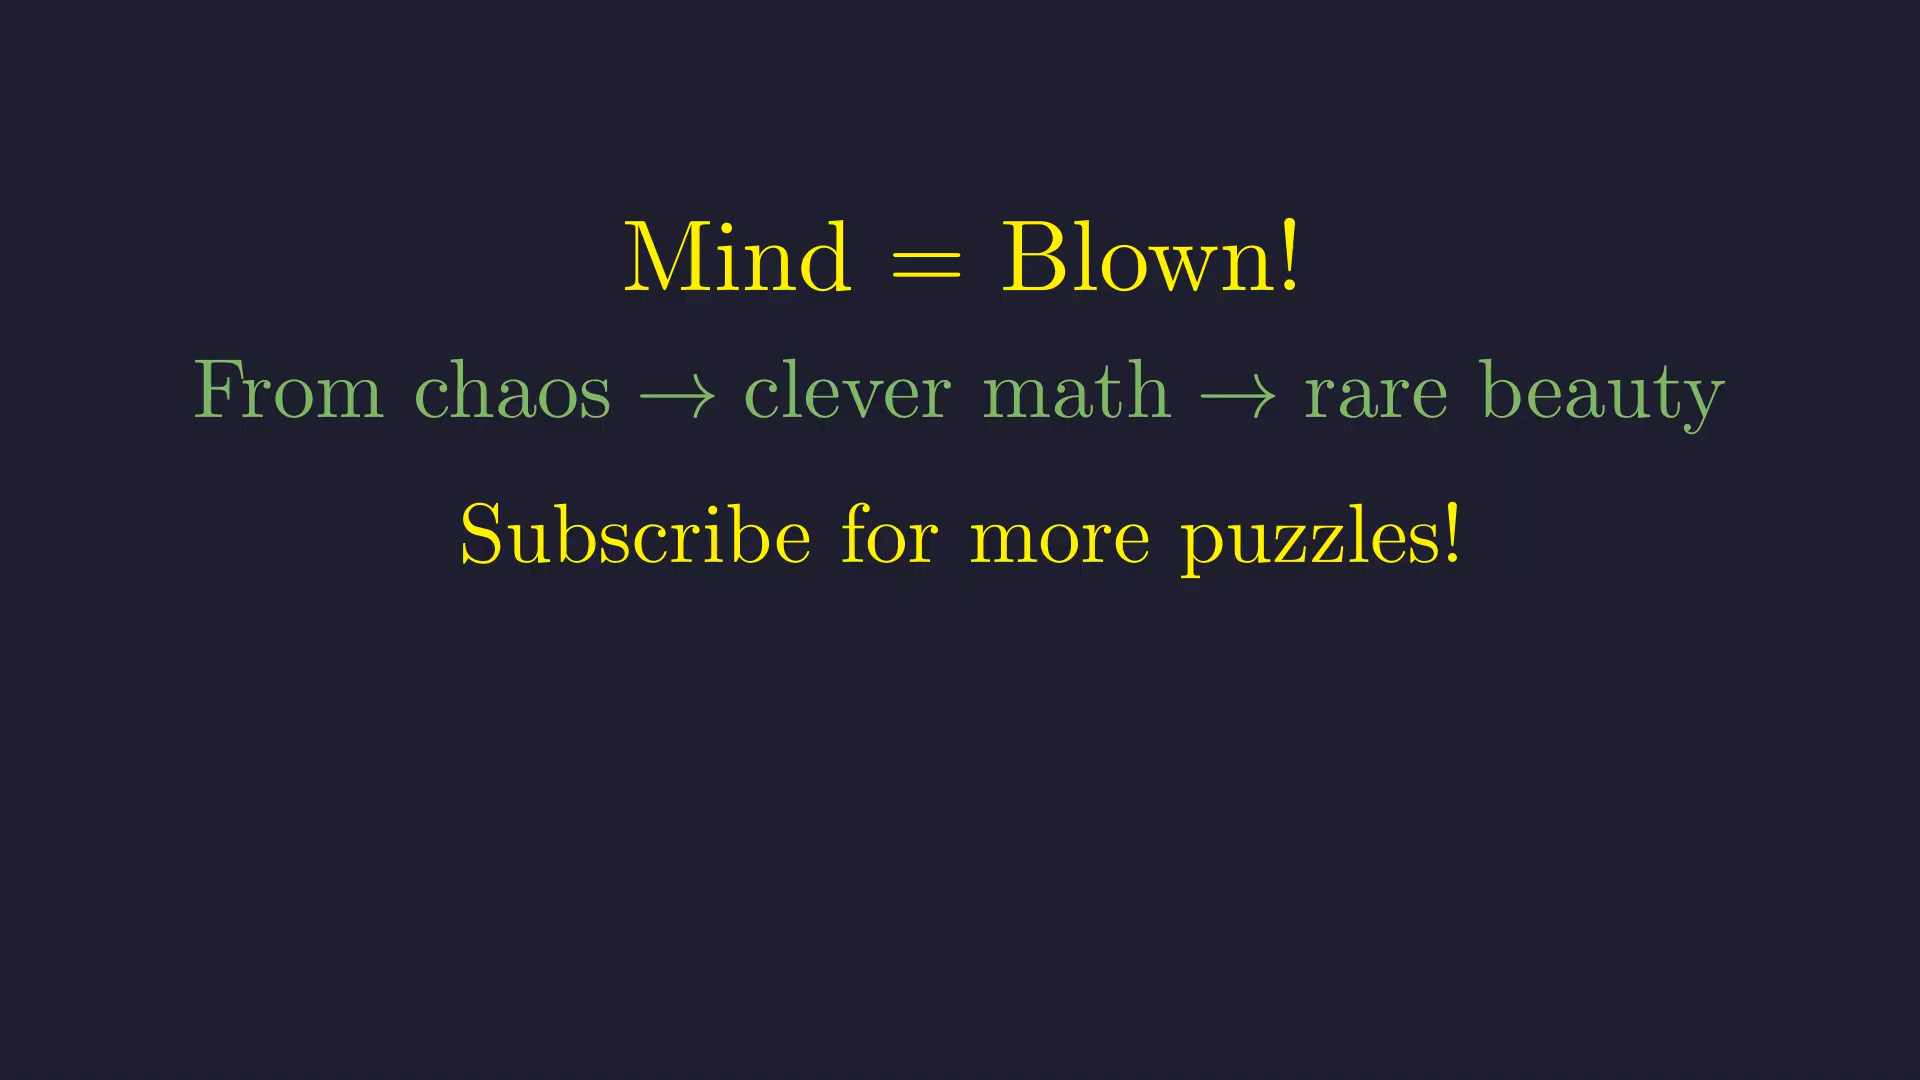 Mind = Blown!
From chaos → clever math → rare beauty
Subscribe for more puzzles!